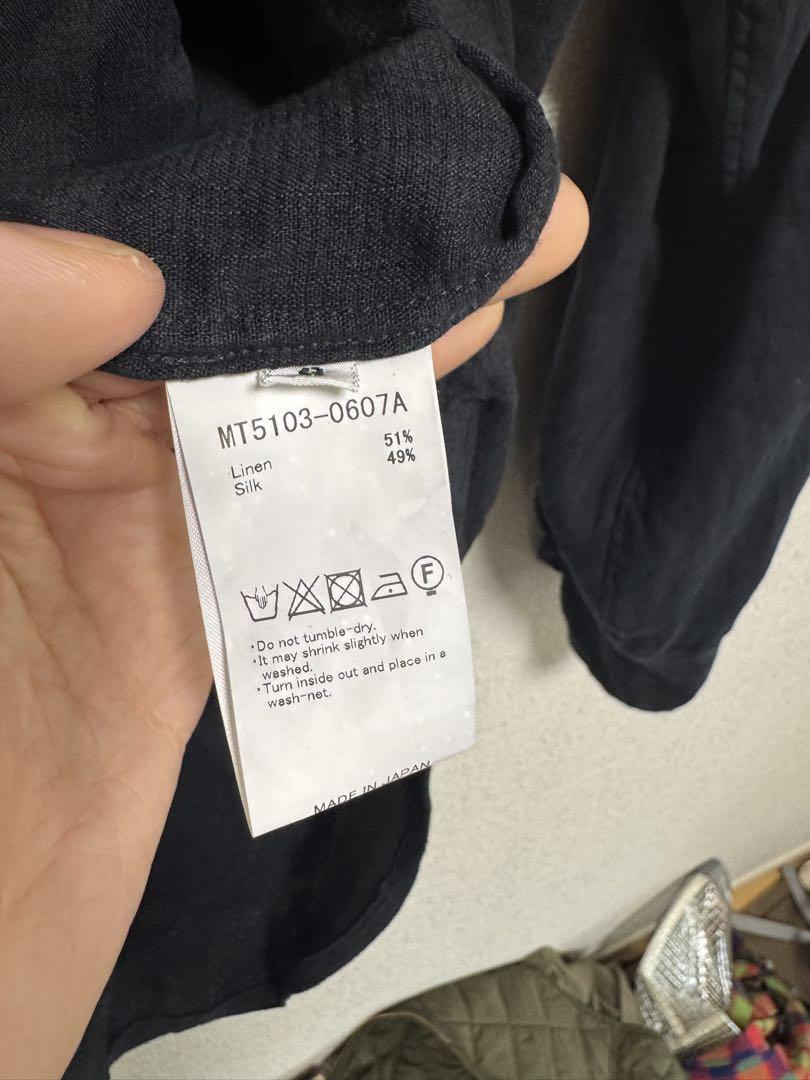 MT5103-0607A
Linen 51%
Silk 49%
F
・Do not tumble-dry.
・It may shrink slightly when
washed.
・Turn inside out and place in a
wash-net.
MADE IN JAPAN